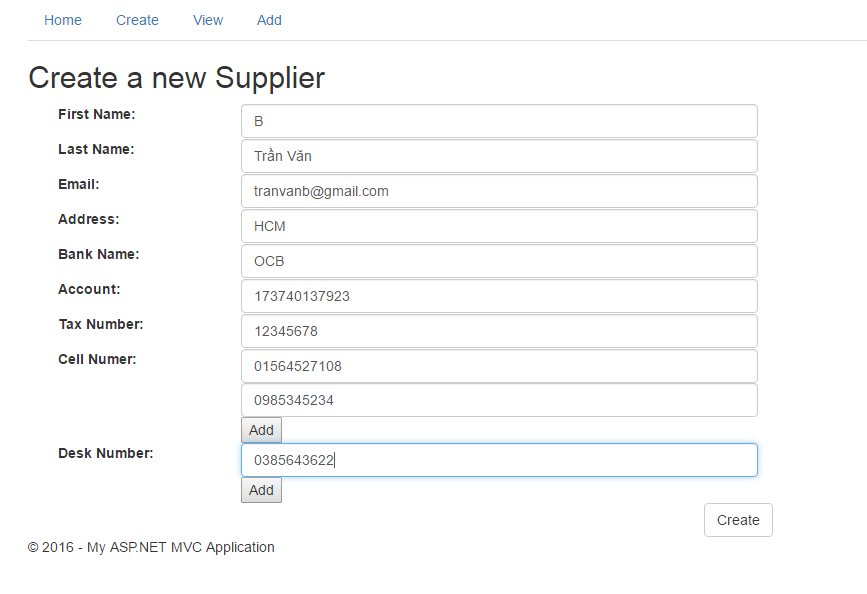 Home Create View Add
Create a new Supplier
First Name: B
Last Name: Trần Văn
Email: tranvanb@gmail.com
Address: HCM
Bank Name: OCB
Account: 173740137923
Tax Number: 12345678
Cell Numer: 01564527108
0985345234
Add
Desk Number: 0385643622
Add
Create
© 2016 - My ASP.NET MVC Application